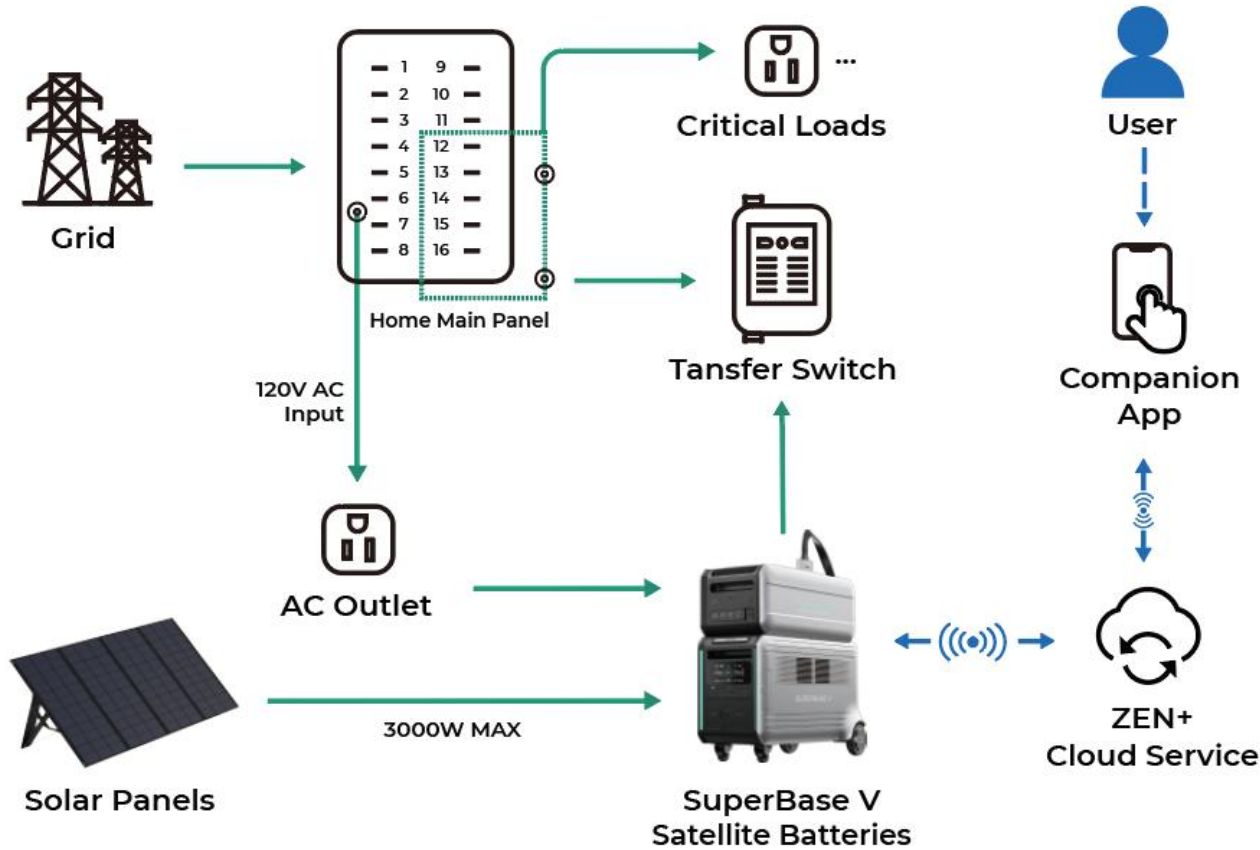 1 9
2 10
3 11
4 12
5 13
6 14
7 15
8 16
Home Main Panel
Grid
Critical Loads
...
User
Tansfer Switch
Companion
App
120V AC
Input
AC Outlet
3000W MAX
Solar Panels
SuperBase V
Satellite Batteries
ZEN+
Cloud Service